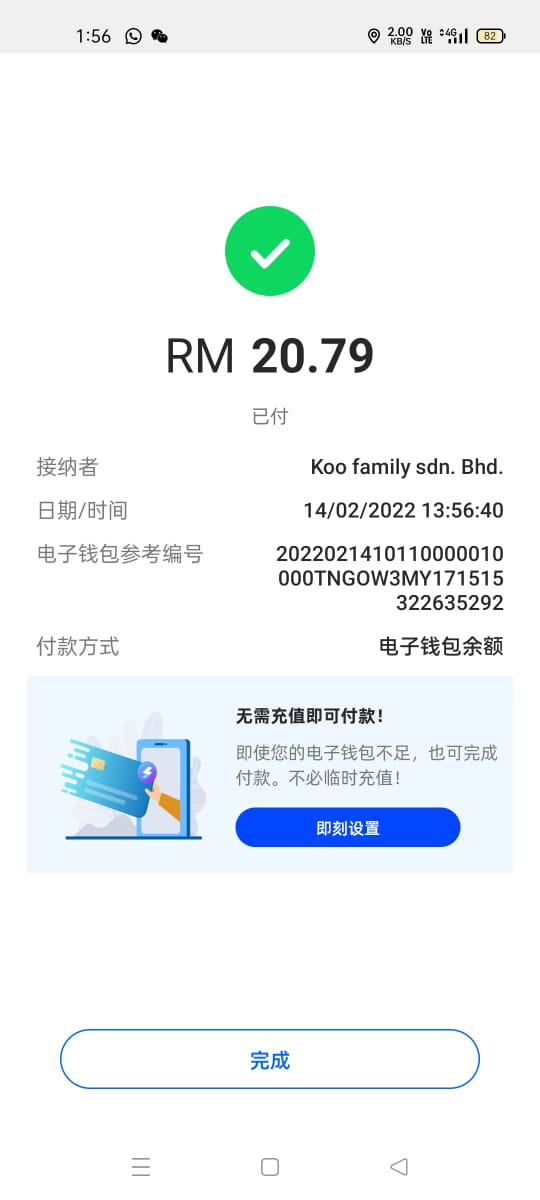 1:56 2.00 KB/S VO LTE 4G 82
RM 20.79
已付
接纳者 Koo family sdn. Bhd.
日期/时间 14/02/2022 13:56:40
电子钱包参考编号 2022021410110000010
000TNGOW3MY171515
322635292
付款方式 电子钱包余额
无需充值即可付款!
即使您的电子钱包不足，也可完成
付款。不必临时充值!
即刻设置
完成